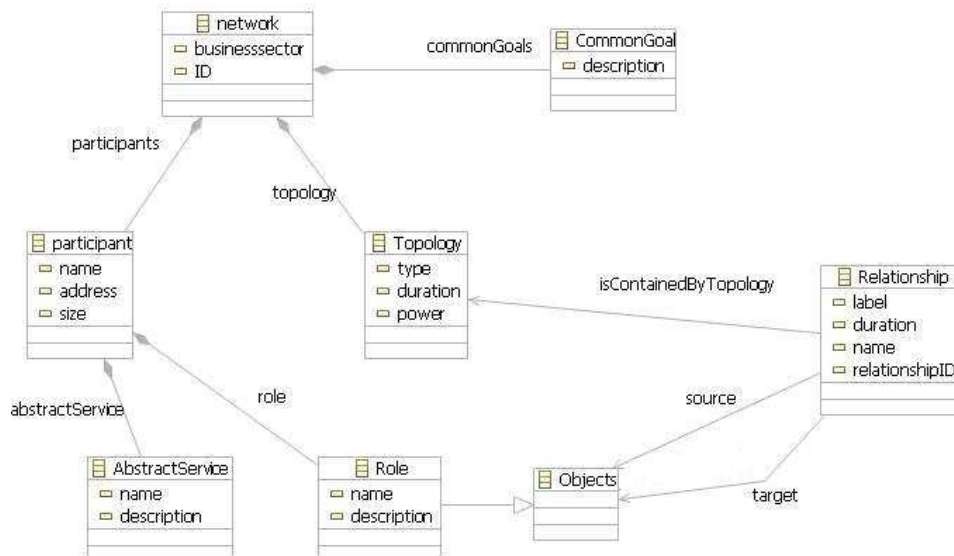 network
businesssector
ID
commonGoals
CommonGoal
description
participants
topology
participant
name
address
size
Topology
type
duration
power
isContainedByTopology
Relationship
label
duration
name
relationshipID
abstractService
role
source
target
AbstractService
name
description
Role
name
description
Objects